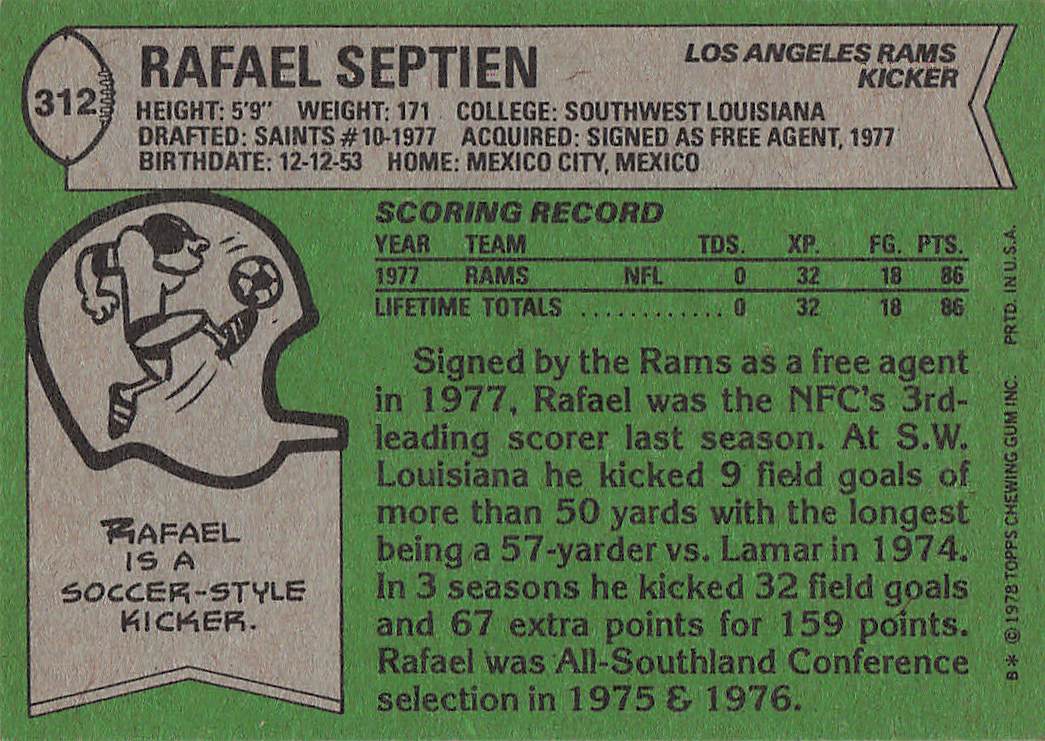 312
RAFAEL SEPTIEN
LOS ANGELES RAMS
KICKER
HEIGHT: 5'9" WEIGHT: 171 COLLEGE: SOUTHWEST LOUISIANA
DRAFTED: SAINTS #10-1977 ACQUIRED: SIGNED AS FREE AGENT, 1977
BIRTHDATE: 12-12-53 HOME: MEXICO CITY, MEXICO
SCORING RECORD
YEAR TEAM TDS. XP. FG. PTS.
1977 RAMS NFL 0 32 18 86
LIFETIME TOTALS ............ 0 32 18 86
Signed by the Rams as a free agent
in 1977, Rafael was the NFC's 3rd-
leading scorer last season. At S.W.
Louisiana he kicked 9 field goals of
more than 50 yards with the longest
being a 57-yarder vs. Lamar in 1974.
In 3 seasons he kicked 32 field goals
and 67 extra points for 159 points.
Rafael was All-Southland Conference
selection in 1975 & 1976.
RAFAEL
IS A
SOCCER-STYLE
KICKER.
B* © 1978 TOPPS CHEWING GUM INC. PRTD. IN U.S.A.